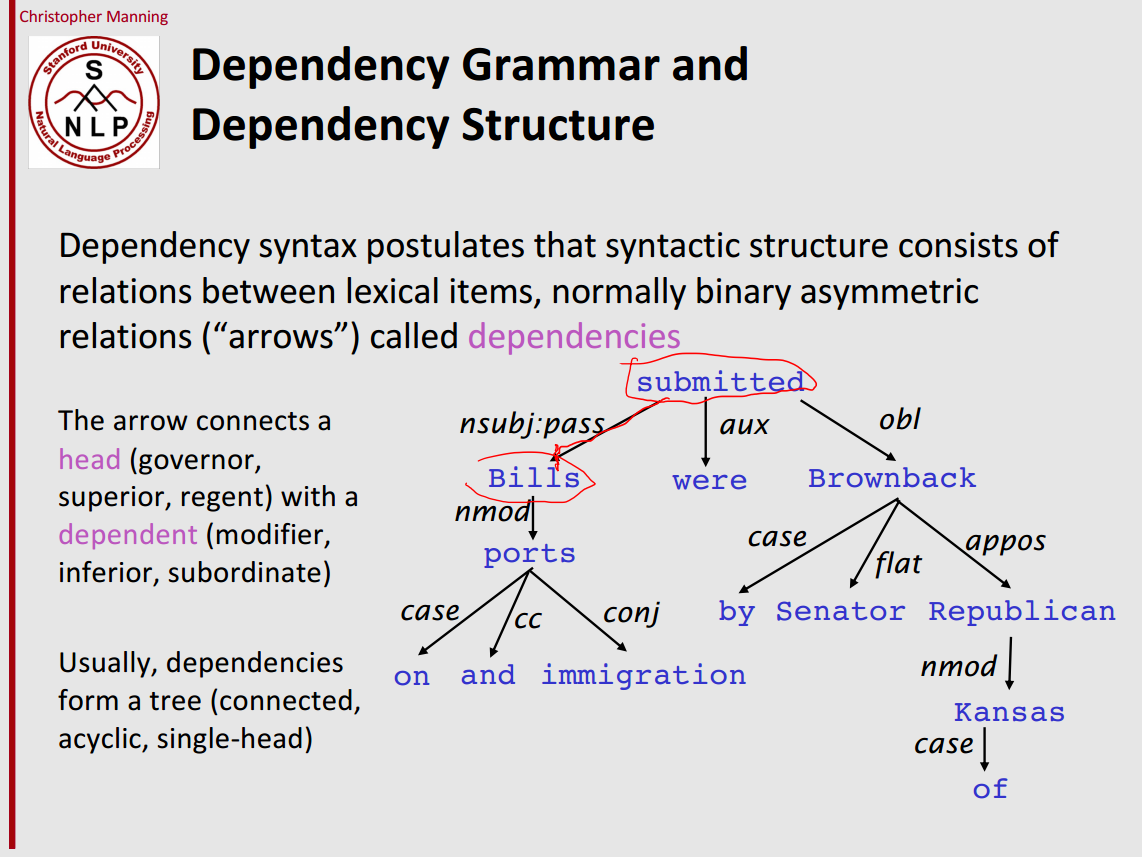 Christopher Manning
Stanford University
S
NLP
Natural Language Processing
Dependency Grammar and
Dependency Structure
Dependency syntax postulates that syntactic structure consists of
relations between lexical items, normally binary asymmetric
relations (“arrows”) called dependencies
The arrow connects a
head (governor,
superior, regent) with a
dependent (modifier,
inferior, subordinate)
Usually, dependencies
form a tree (connected,
acyclic, single-head)
submitted
nsubj:pass aux obl
Bills were Brownback
nmod
ports
case flat appos
case cc conj
by Senator Republican
on and immigration
nmod
Kansas
case
of